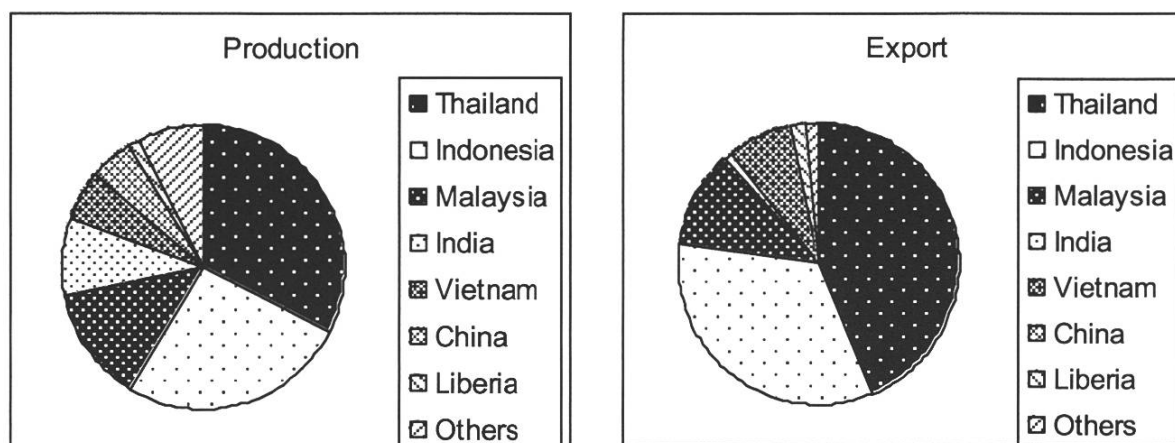 Production
Thailand
Indonesia
Malaysia
India
Vietnam
China
Liberia
Others
Export
Thailand
Indonesia
Malaysia
India
Vietnam
China
Liberia
Others